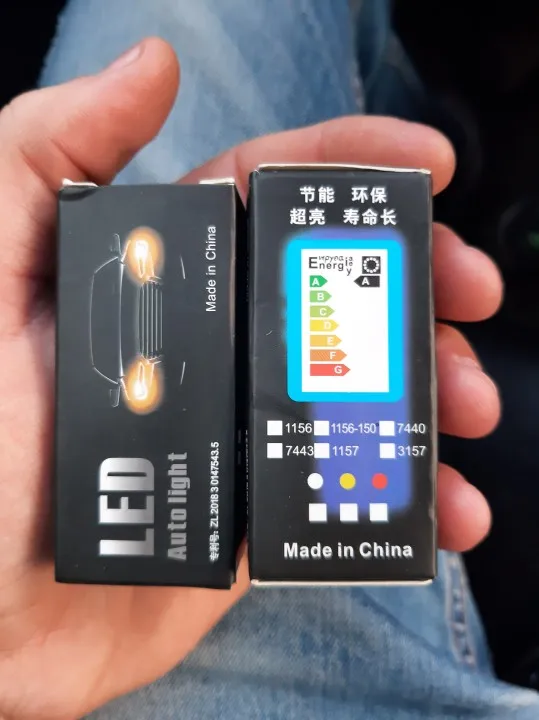 LED
Auto light
Made in China
专利号: ZL 2018 3 0147543.5
节能 环保
超亮 寿命长
Energ
A
A
B
C
D
E
F
G
1156 1156-150 7440
7443 1157 3157
Made in China